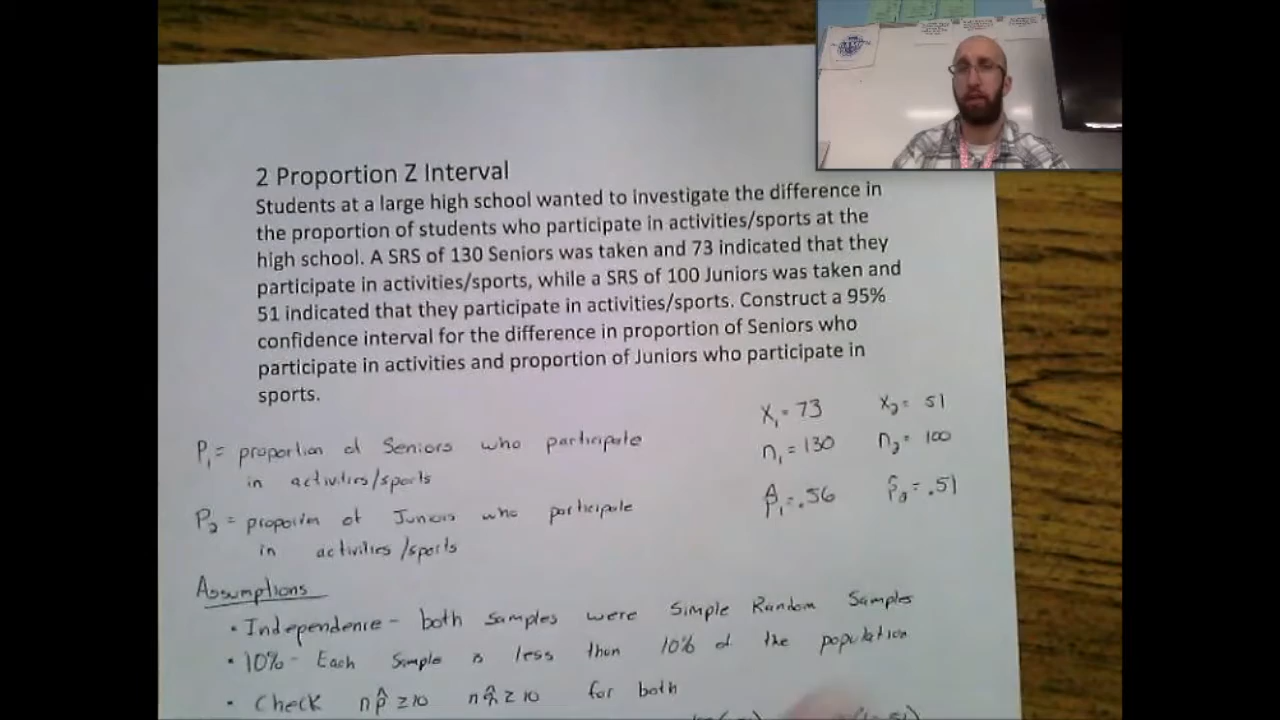 2 Proportion Z Interval
Students at a large high school wanted to investigate the difference in
the proportion of students who participate in activities/sports at the
high school. A SRS of 130 Seniors was taken and 73 indicated that they
participate in activities/sports, while a SRS of 100 Juniors was taken and
51 indicated that they participate in activities/sports. Construct a 95%
confidence interval for the difference in proportion of Seniors who
participate in activities and proportion of Juniors who participate in
sports.
X₁ = 73 X₂ = 51
n₁ = 130 n₂ = 100
p̂₁ = .56 p̂₂ = .51
P₁ = proportion of Seniors who participate
in activities/sports
P₂ = proportion of Juniors who participate
in activities/sports
Assumptions
• Independence - both samples were Simple Random Samples
• 10% - Each Sample is less then 10% of the population
• Check np̂ ≥ 10 nq̂ ≥ 10 for both